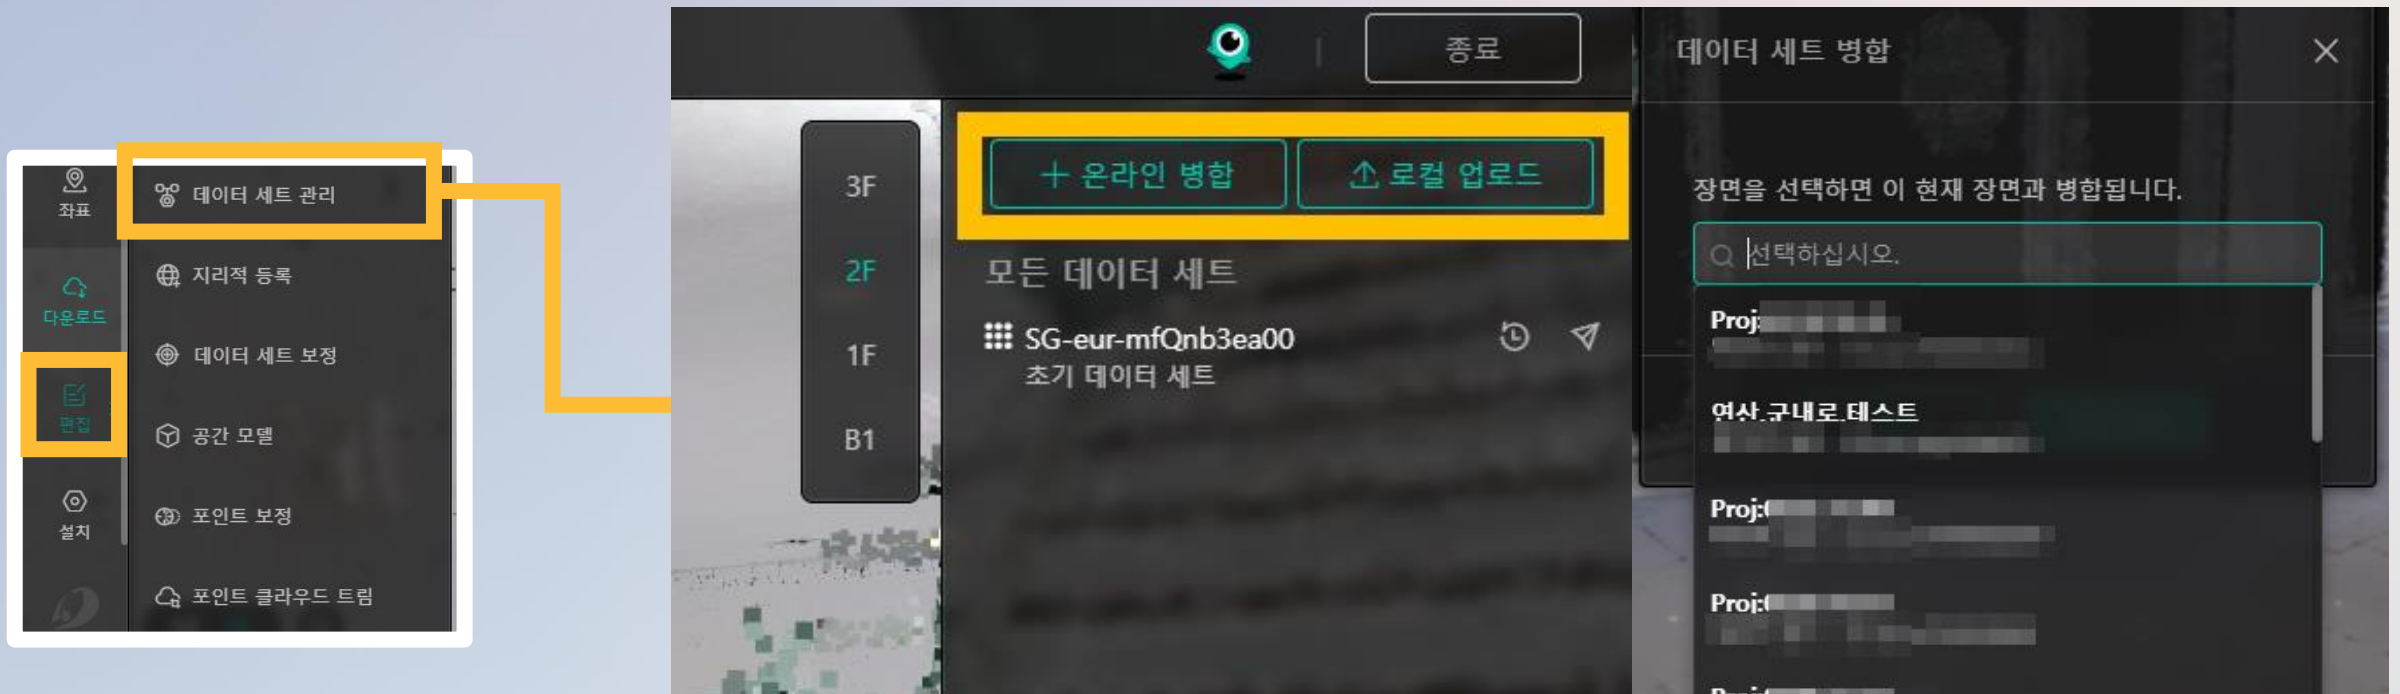 좌표
다운로드
편집
설치
데이터 세트 관리
지리적 등록
데이터 세트 보정
공간 모델
포인트 보정
포인트 클라우드 트림
종료
3F
2F
1F
B1
+ 온라인 병합
로컬 업로드
모든 데이터 세트
SG-eur-mfQnb3ea00
초기 데이터 세트
데이터 세트 병합
장면을 선택하면 이 현재 장면과 병합됩니다.
선택하십시오.
Proj:
연산.구내로.테스트
Proj:
Proj: